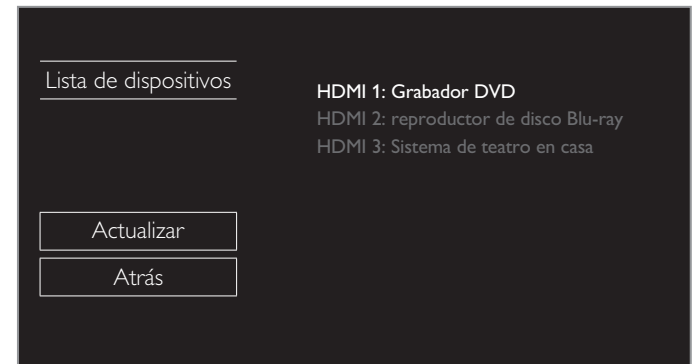 Lista de dispositivos
HDMI 1: Grabador DVD
HDMI 2: reproductor de disco Blu-ray
HDMI 3: Sistema de teatro en casa
Actualizar
Atrás